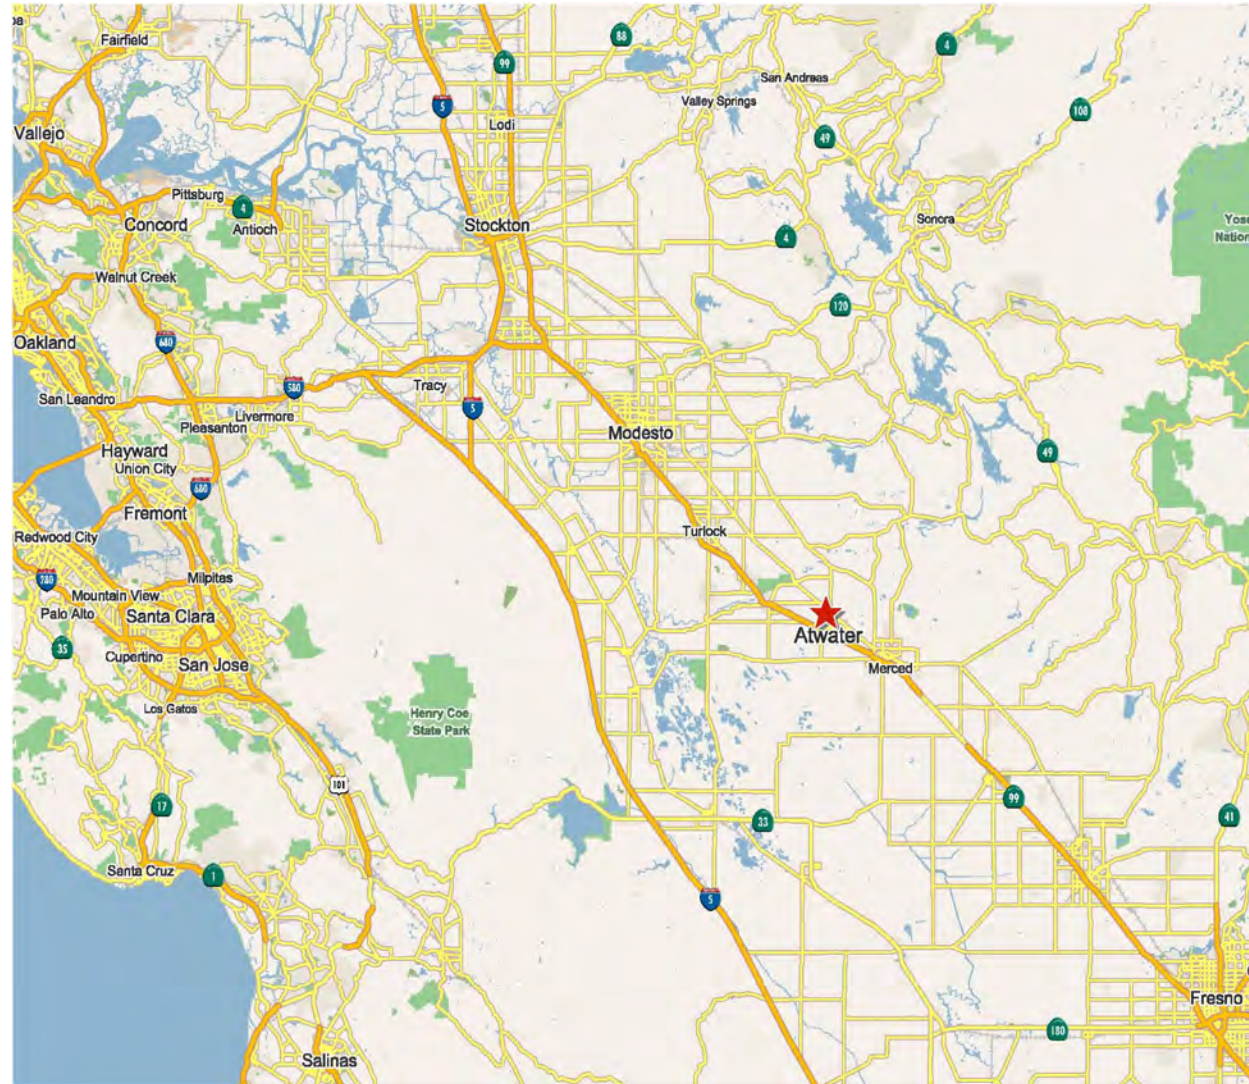 pa
Fairfield
88
4
99
San Andreas
5
Valley Springs
108
Lodi
Vallejo
49
Pittsburg
4
Concord
Antioch
Stockton
Sonora
Yose
Nation
4
Walnut Creek
120
Oakland
680
San Leandro
580
Tracy
5
Livermore
Pleasanton
Modesto
Hayward
49
Union City
680
Fremont
Turlock
Redwood City
280
Milpitas
Mountain View
Palo Alto
Santa Clara
Atwater
35
Cupertino
San Jose
Merced
Los Gatos
Henry Coe
State Park
101
99
17
33
41
Santa Cruz
1
5
Fresno
180
Salinas